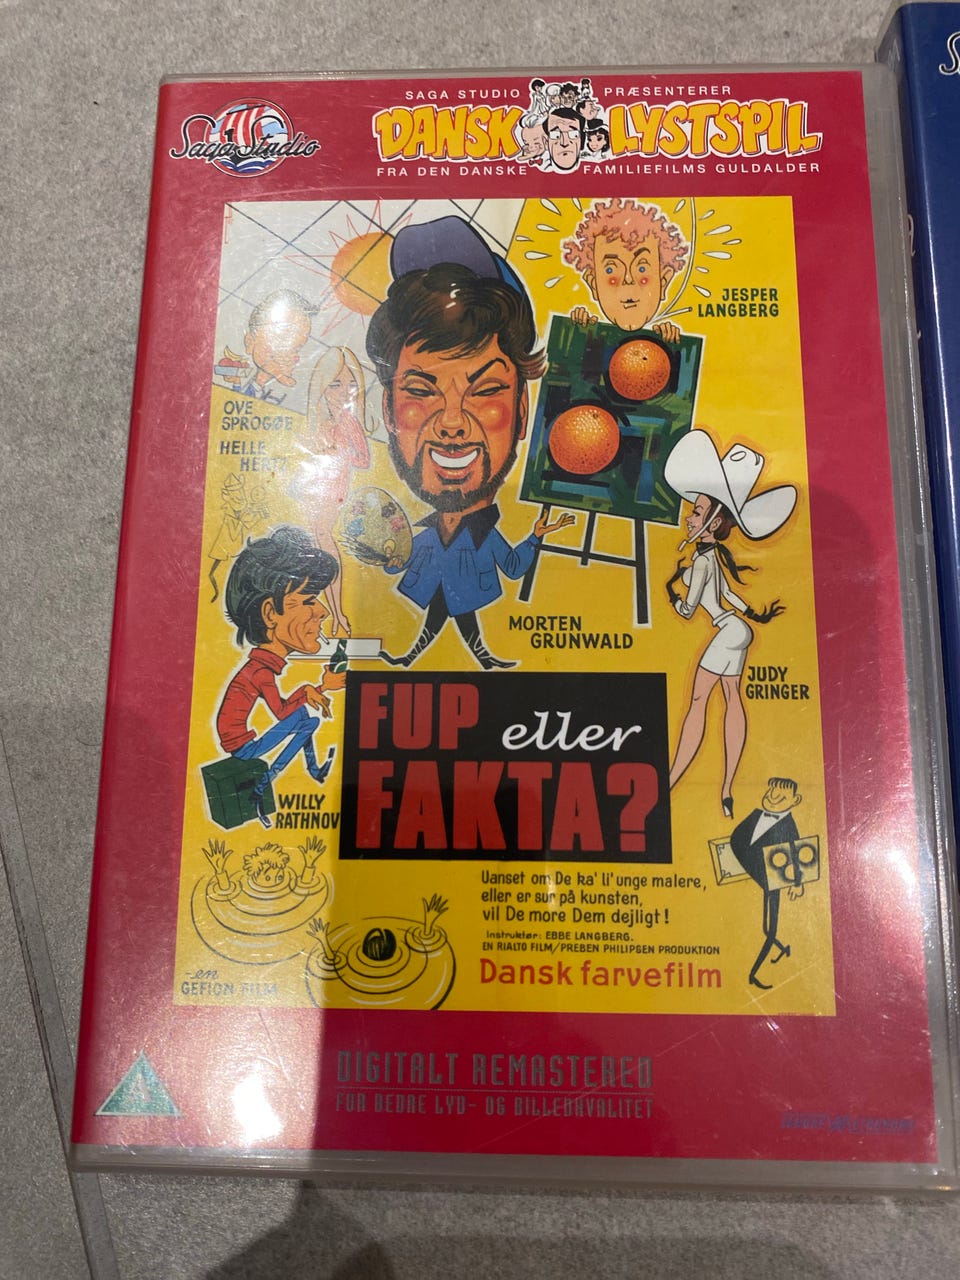 Saga Studio
SAGA STUDIO PRÆSENTERER
DANSK LYSTSPIL
FRA DEN DANSKE FAMILIEFILMS GULDALDER
JESPER
LANGBERG
OVE
SPROGØE
HELLE
HERTZ
MORTEN
GRUNWALD
JUDY
GRINGER
WILLY
RATHNOV
FUP eller
FAKTA?
Uanset om De ka' li' unge malere,
eller er sur på kunsten,
vil De more Dem dejligt!
Instruktør: EBBE LANGBERG.
EN RIALTO FILM/PREBEN PHILIPSEN PRODUKTION
Dansk farvefilm
-en
GEFION FILM
DIGITALT REMASTERED
FOR BEDRE LYD- OG BILLEDKVALITET
A